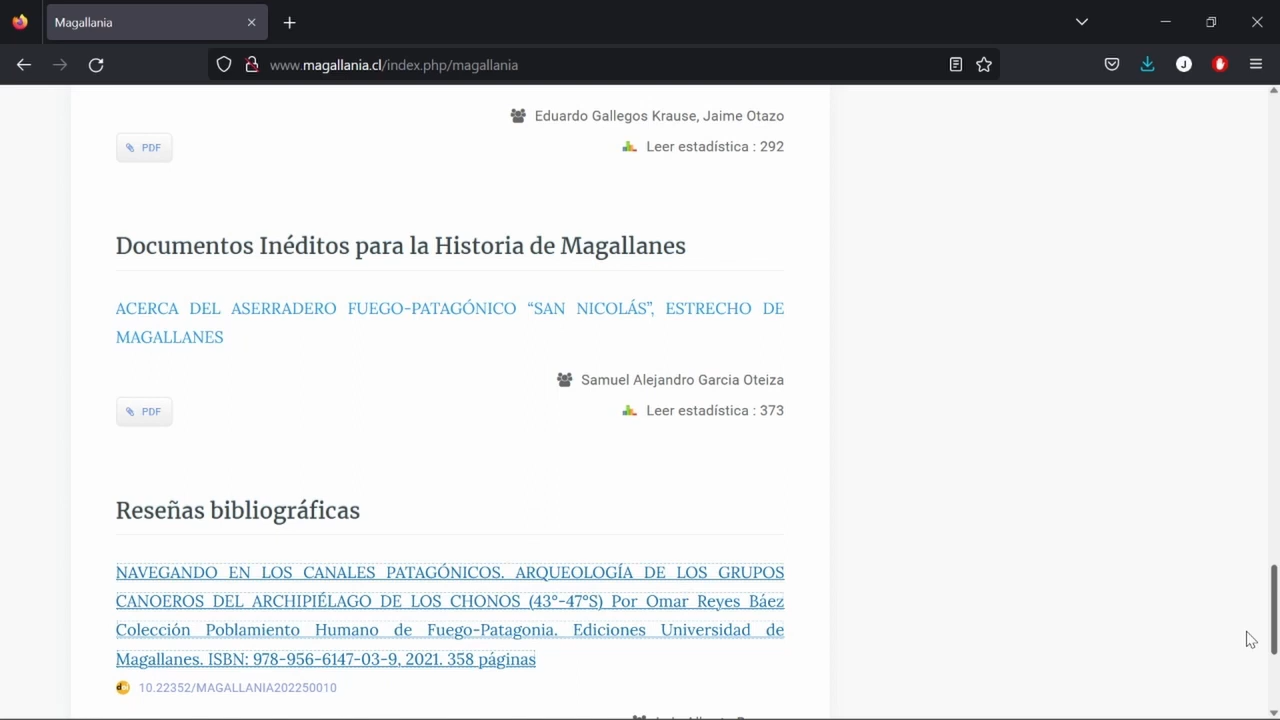 Magallania
www.magallania.cl/index.php/magallania
Eduardo Gallegos Krause, Jaime Otazo
PDF
Leer estadística : 292
Documentos Inéditos para la Historia de Magallanes
ACERCA DEL ASERRADERO FUEGO-PATAGÓNICO “SAN NICOLÁS”, ESTRECHO DE
MAGALLANES
Samuel Alejandro Garcia Oteiza
PDF
Leer estadística : 373
Reseñas bibliográficas
NAVEGANDO EN LOS CANALES PATAGÓNICOS. ARQUEOLOGÍA DE LOS GRUPOS
CANOEROS DEL ARCHIPIÉLAGO DE LOS CHONOS (43°-47°S) Por Omar Reyes Báez
Colección Poblamiento Humano de Fuego-Patagonia. Ediciones Universidad de
Magallanes. ISBN: 978-956-6147-03-9, 2021. 358 páginas
10.22352/MAGALLANIA202250010